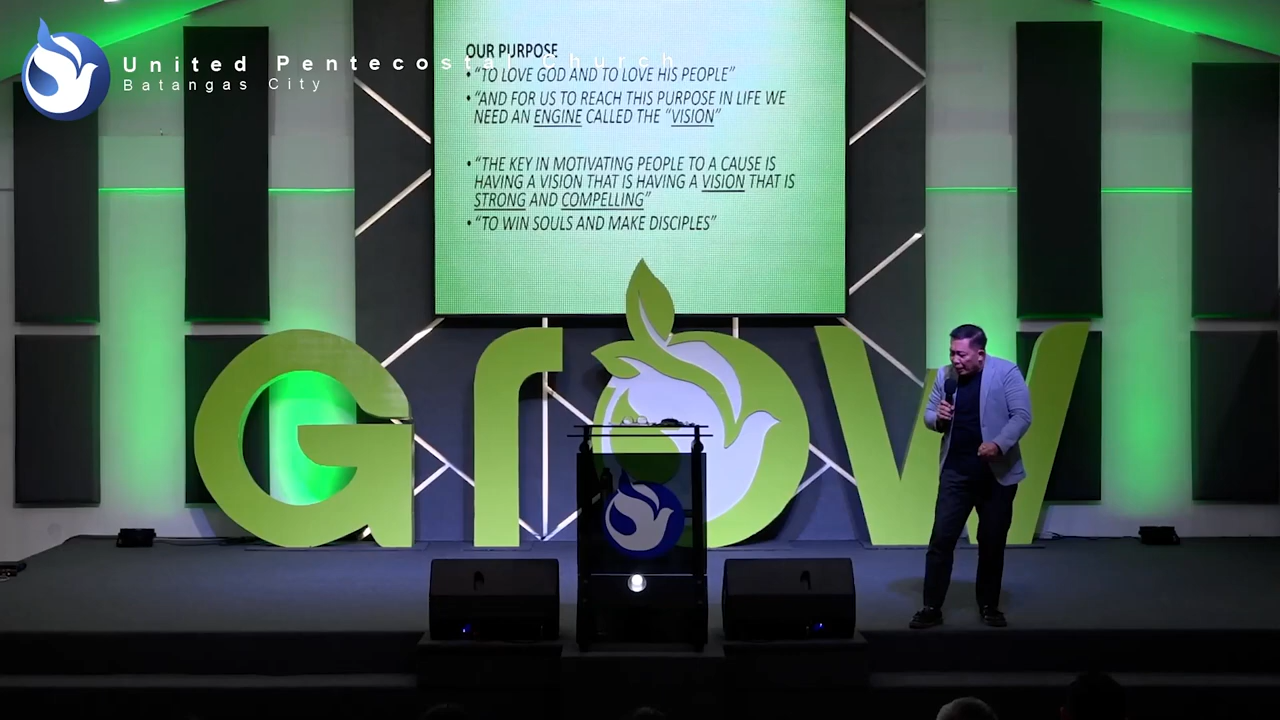 United Pentecostal Church
Batangas City
OUR PURPOSE
• "TO LOVE GOD AND TO LOVE HIS PEOPLE"
• "AND FOR US TO REACH THIS PURPOSE IN LIFE WE
NEED AN ENGINE CALLED THE "VISION"
• "THE KEY IN MOTIVATING PEOPLE TO A CAUSE IS
HAVING A VISION THAT IS HAVING A VISION THAT IS
STRONG AND COMPELLING"
• "TO WIN SOULS AND MAKE DISCIPLES"
Grow